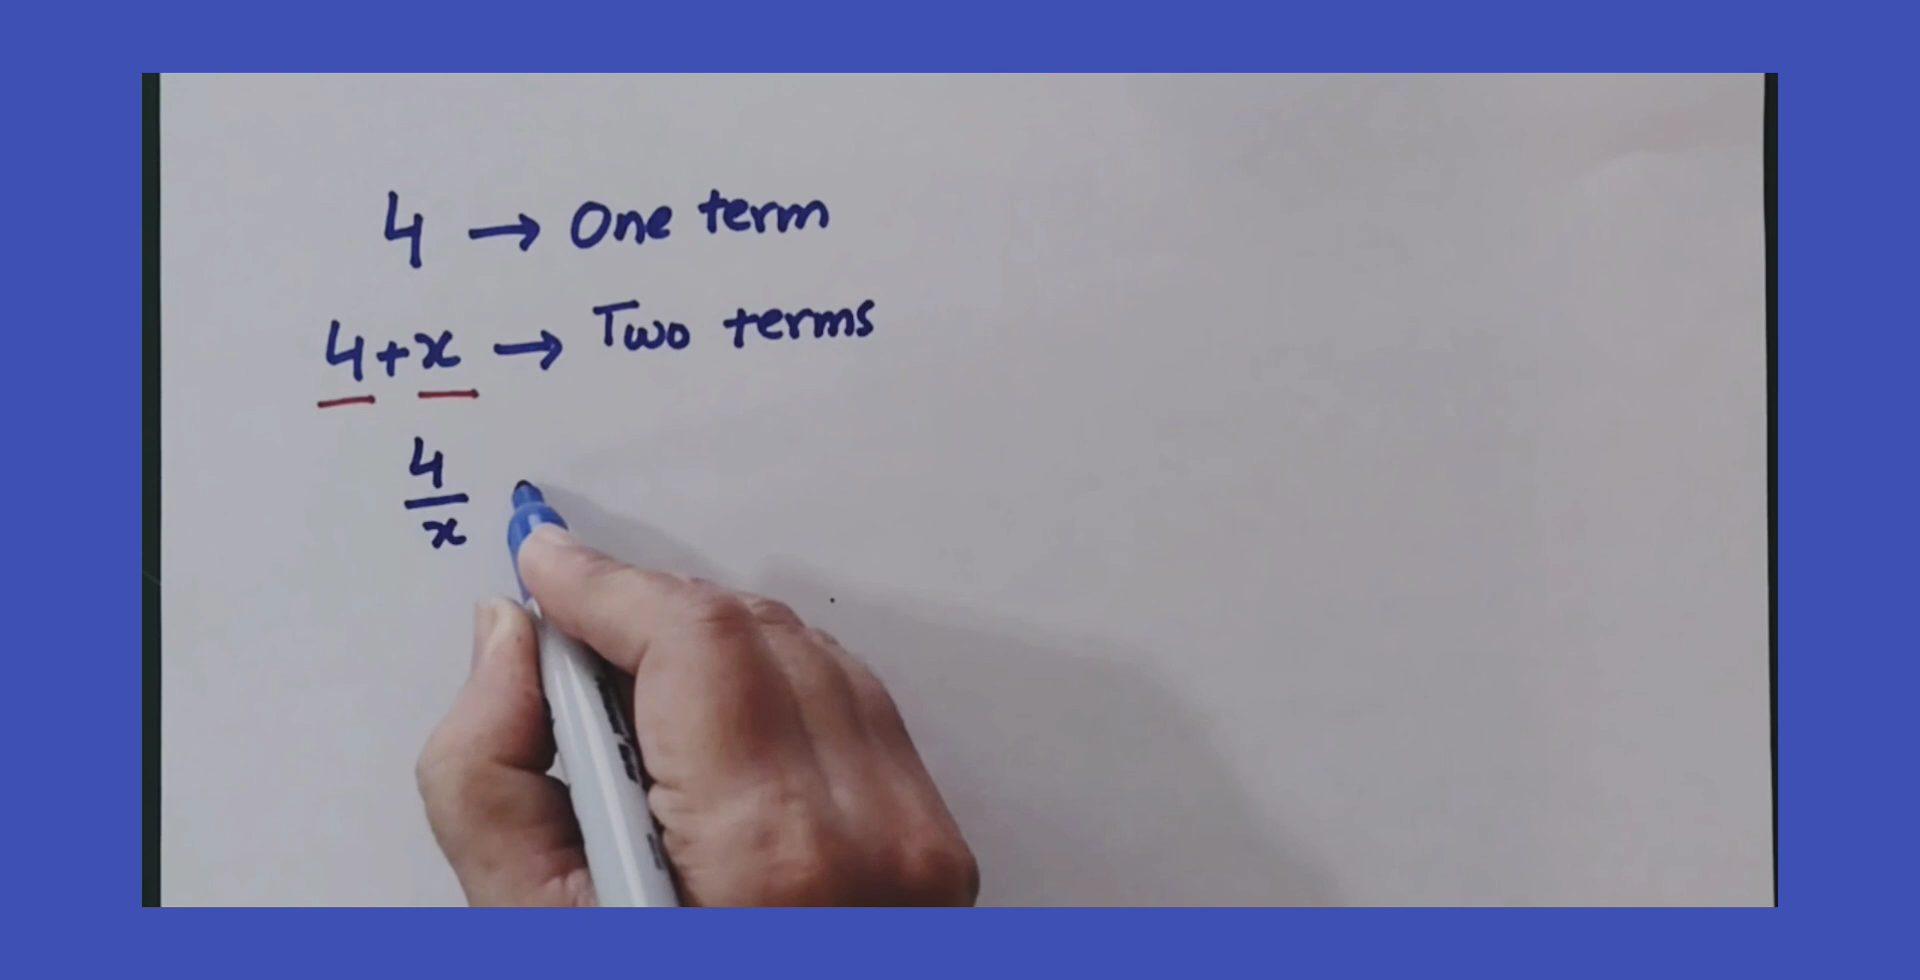 4 → One term
4+x → Two terms
4/x